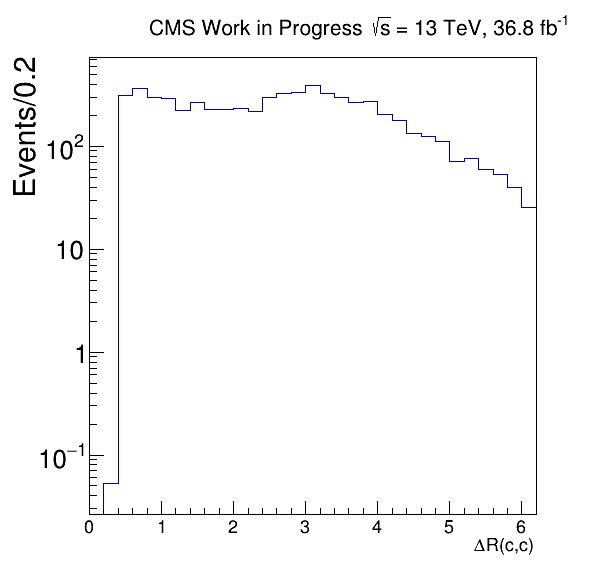 CMS Work in Progress √s = 13 TeV, 36.8 fb⁻¹
Events/0.2
10²
10
1
10⁻¹
0 1 2 3 4 5 6
ΔR(c,c)